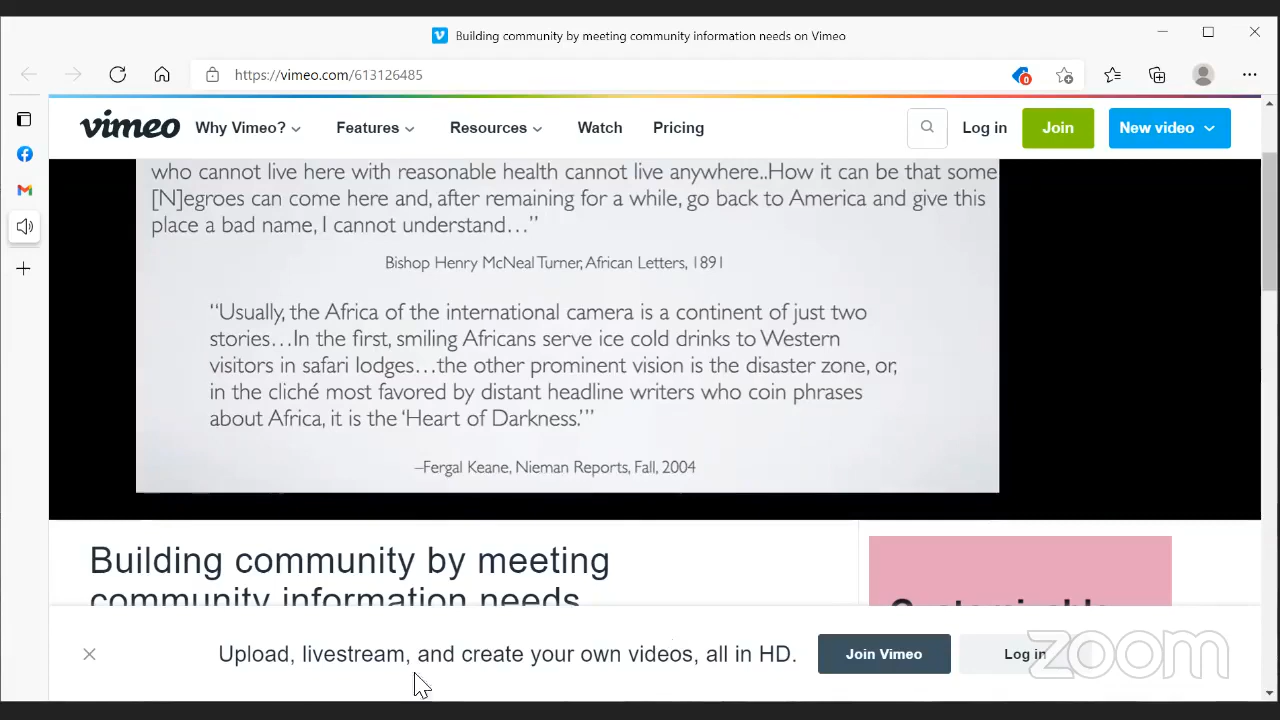 Building community by meeting community information needs on Vimeo
https://vimeo.com/613126485
0
vimeo Why Vimeo? Features Resources Watch Pricing Log in Join New video
who cannot live here with reasonable health cannot live anywhere..How it can be that some
[N]egroes can come here and, after remaining for a while, go back to America and give this
place a bad name, I cannot understand…”
Bishop Henry McNeal Turner, African Letters, 1891
“Usually, the Africa of the international camera is a continent of just two
stories…In the first, smiling Africans serve ice cold drinks to Western
visitors in safari lodges…the other prominent vision is the disaster zone, or,
in the cliché most favored by distant headline writers who coin phrases
about Africa, it is the ‘Heart of Darkness.’”
–Fergal Keane, Nieman Reports, Fall, 2004
Building community by meeting
community information needs
Upload, livestream, and create your own videos, all in HD. Join Vimeo Log in
zoom